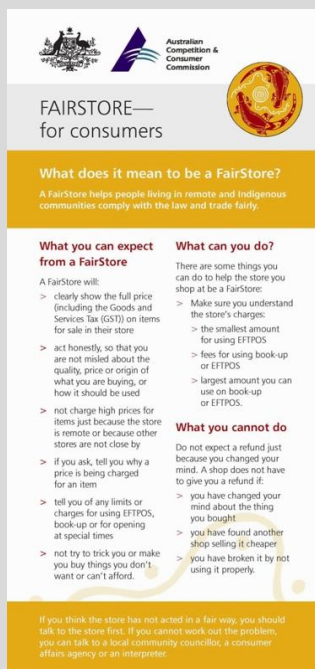 Australian
Competition &
Consumer
Commission
FAIRSTORE—
for consumers
What does it mean to be a FairStore?
A FairStore helps people living in remote and Indigenous
communities comply with the law and trade fairly.
What you can expect
from a FairStore
A FairStore will:
> clearly show the full price
(including the Goods and
Services Tax (GST)) on items
for sale in their store
> act honestly, so that you
are not misled about the
quality, price or origin of
what you are buying, or
how it should be used
> not charge high prices for
items just because the store
is remote or because other
stores are not close by
> if you ask, tell you why a
price is being charged
for an item
> tell you of any limits or
charges for using EFTPOS,
book-up or for opening
at special times
> not try to trick you or make
you buy things you don't
want or can't afford.
What can you do?
There are some things you
can do to help the store you
shop at be a FairStore:
> Make sure you understand
the store's charges:
> the smallest amount
for using EFTPOS
> fees for using book-up
or EFTPOS
> largest amount you can
use on book-up
or EFTPOS.
What you cannot do
Do not expect a refund just
because you changed your
mind. A shop does not have
to give you a refund if:
> you have changed your
mind about the thing
you bought
> you have found another
shop selling it cheaper
> you have broken it by not
using it properly.
If you think the store has not acted in a fair way, you should
talk to the store first. If you cannot work out the problem,
you can talk to a local community councillor, a consumer
affairs agency or an interpreter.